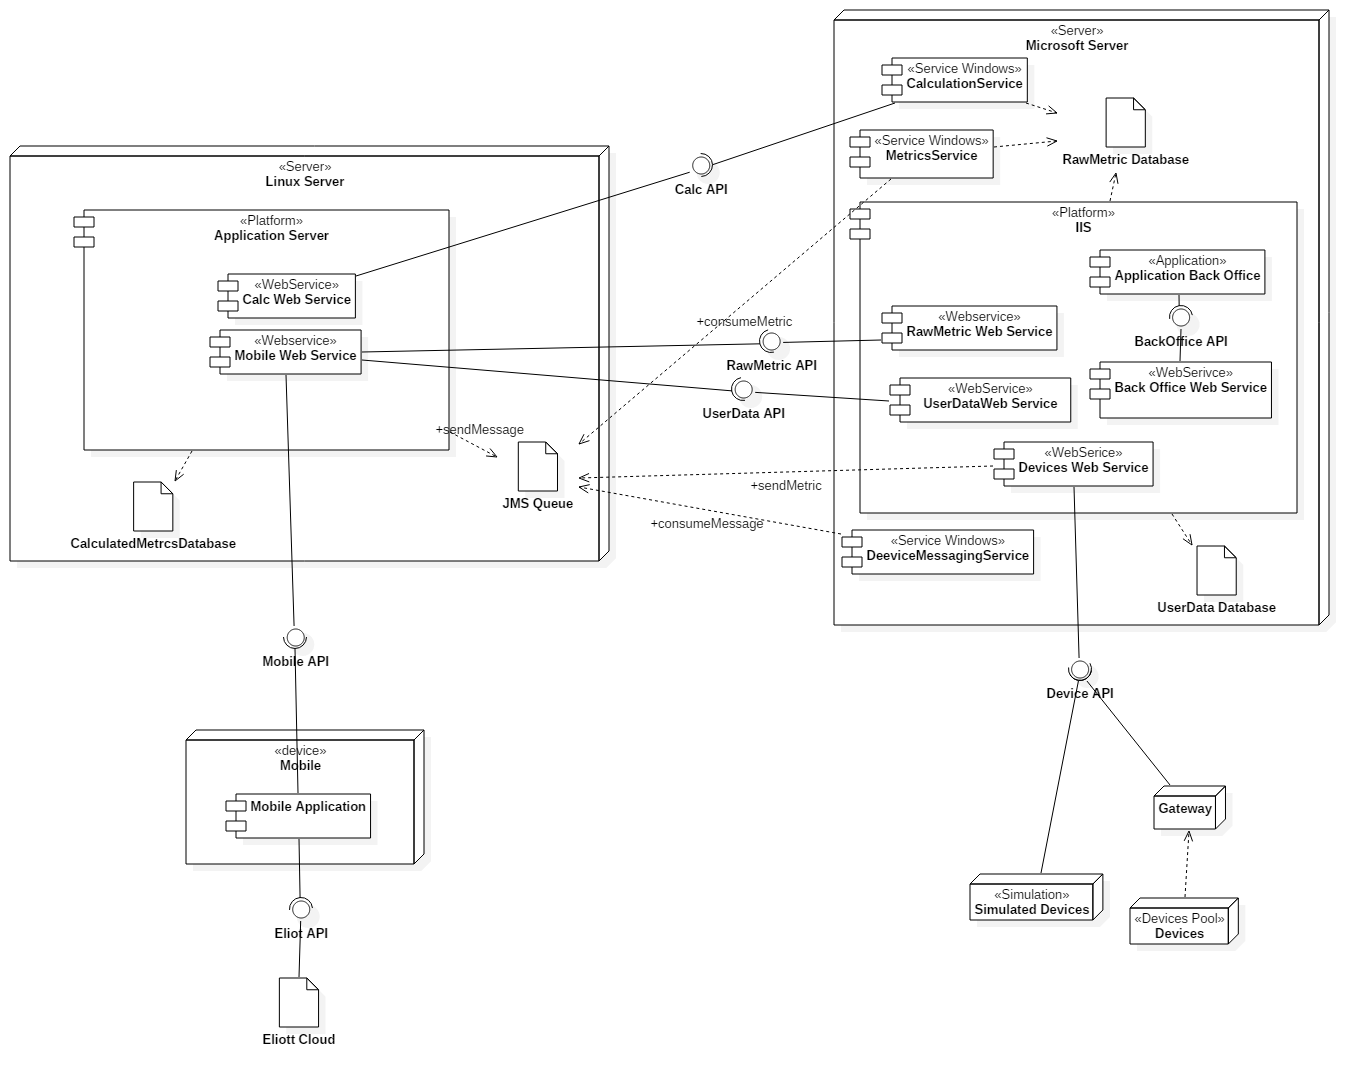 «Server»
Microsoft Server
«Service Windows»
CalculationService
RawMetric Database
«Service Windows»
MetricsService
«Server»
Linux Server
Calc API
«Platform»
Application Server
«Platform»
IIS
«Application»
Application Back Office
«WebService»
Calc Web Service
«Webservice»
Mobile Web Service
+consumeMetric
RawMetric API
«Webservice»
RawMetric Web Service
BackOffice API
«WebSerivce»
Back Office Web Service
UserData API
«WebService»
UserDataWeb Service
+sendMessage
«WebSerice»
Devices Web Service
+sendMetric
JMS Queue
+consumeMessage
CalculatedMetrcsDatabase
«Service Windows»
DeeviceMessagingService
UserData Database
Mobile API
Device API
«device»
Mobile
Mobile Application
Gateway
«Simulation»
Simulated Devices
«Devices Pool»
Devices
Eliot API
Eliott Cloud